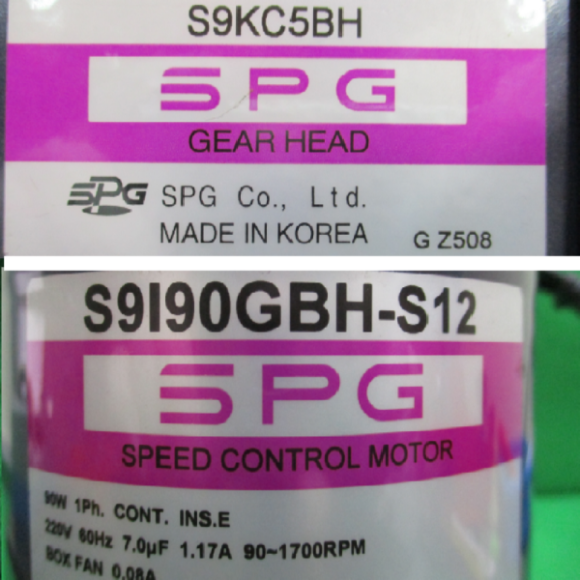 S9KC5BH
SPG
GEAR HEAD
SPG SPG Co., Ltd.
MADE IN KOREA G Z508
S9I90GBH-S12
SPG
SPEED CONTROL MOTOR
90W 1Ph. CONT. INS.E
220V 60Hz 7.0μF 1.17A 90~1700RPM
BOX FAN 0.08A